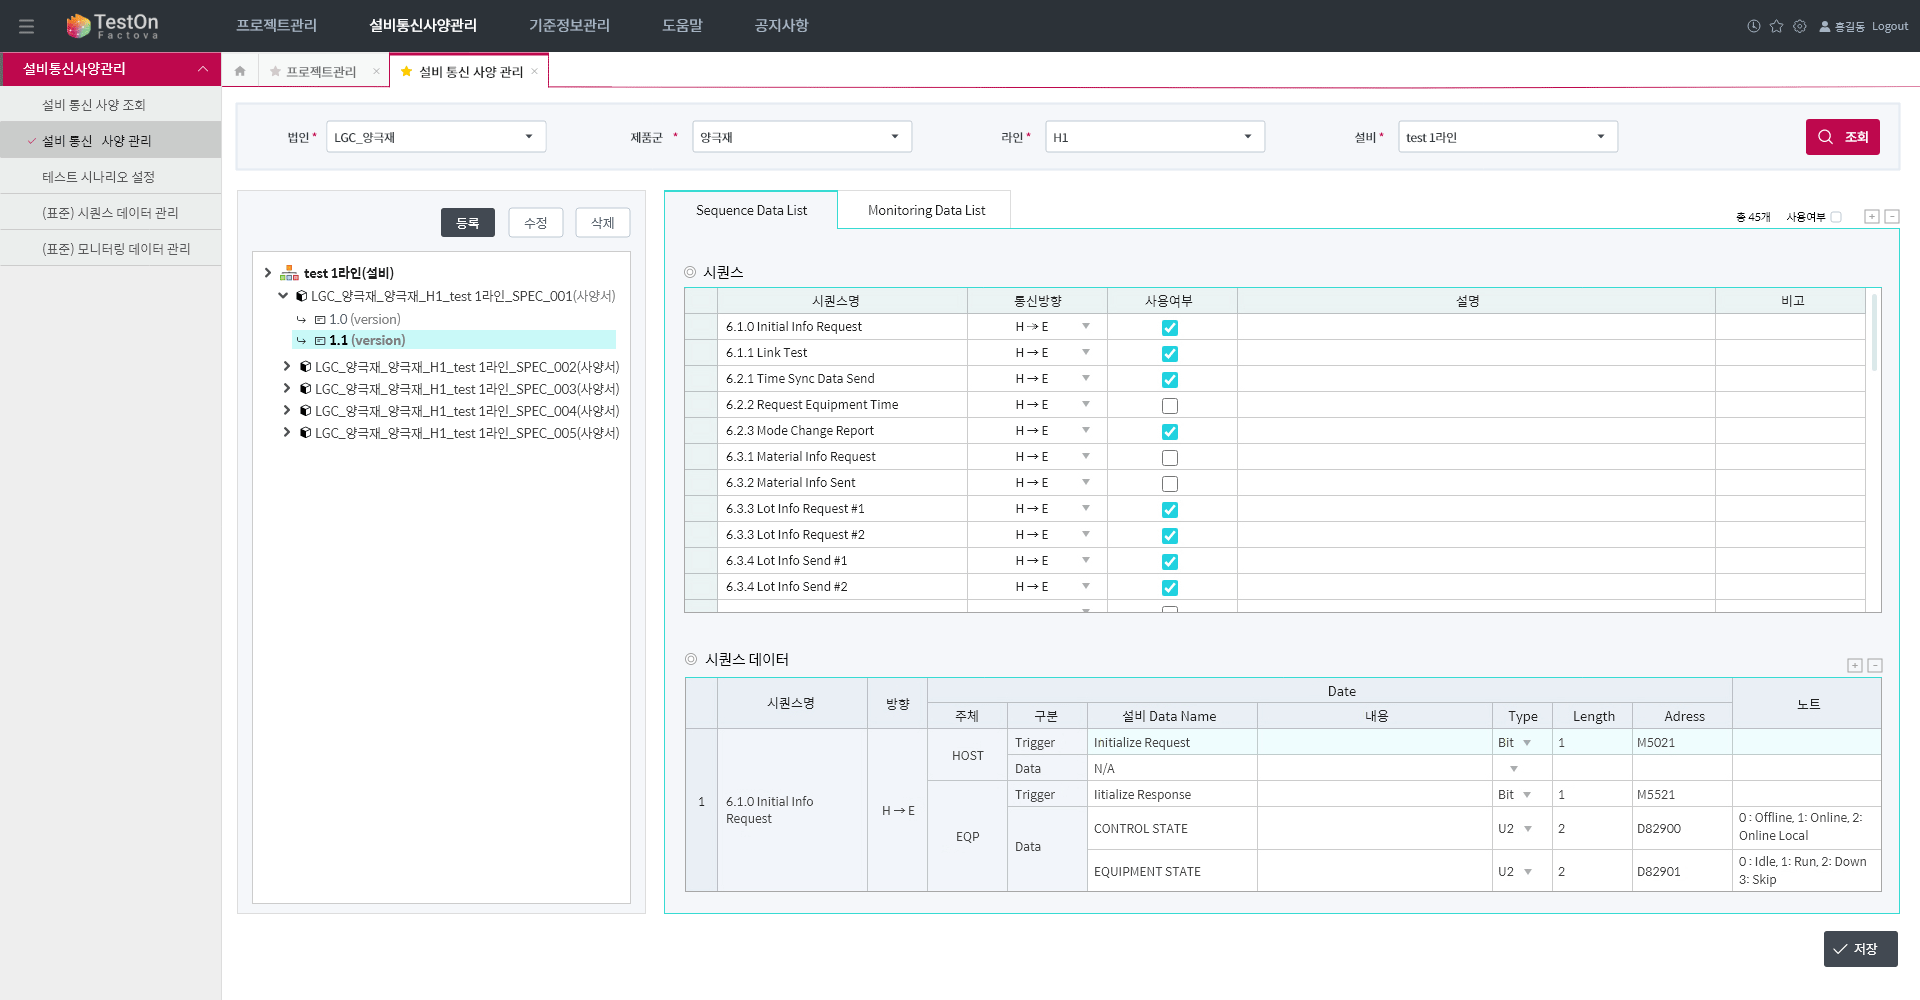 TestOn
Factova
프로젝트관리
설비통신사양관리
기준정보관리
도움말
공지사항
홍길동
Logout
설비통신사양관리
설비 통신 사양 조회
설비 통신 사양 관리
테스트 시나리오 설정
(표준) 시퀀스 데이터 관리
(표준) 모니터링 데이터 관리
프로젝트관리 ×
설비 통신 사양 관리 ×
법인 * LGC_양극재
제품군 * 양극재
라인 * H1
설비 * test 1라인
조회
등록
수정
삭제
test 1라인(설비)
LGC_양극재_양극재_H1_test 1라인_SPEC_001(사양서)
1.0 (version)
1.1 (version)
LGC_양극재_양극재_H1_test 1라인_SPEC_002(사양서)
LGC_양극재_양극재_H1_test 1라인_SPEC_003(사양서)
LGC_양극재_양극재_H1_test 1라인_SPEC_004(사양서)
LGC_양극재_양극재_H1_test 1라인_SPEC_005(사양서)
Sequence Data List
Monitoring Data List
총 45개
사용여부
◎ 시퀀스
시퀀스명 통신방향 사용여부 설명 비고
6.1.0 Initial Info Request H → E
6.1.1 Link Test H → E
6.2.1 Time Sync Data Send H → E
6.2.2 Request Equipment Time H → E
6.2.3 Mode Change Report H → E
6.3.1 Material Info Request H → E
6.3.2 Material Info Sent H → E
6.3.3 Lot Info Request #1 H → E
6.3.3 Lot Info Request #2 H → E
6.3.4 Lot Info Send #1 H → E
6.3.4 Lot Info Send #2 H → E
◎ 시퀀스 데이터
시퀀스명 방향 Date 노트
주체 구분 설비 Data Name 내용 Type Length Adress
1
6.1.0 Initial Info
Request
H → E
HOST
Trigger Initialize Request Bit 1 M5021
Data N/A
EQP
Trigger Iitialize Response Bit 1 M5521
Data
CONTROL STATE U2 2 D82900
0 : Offline, 1: Online, 2:
Online Local
EQUIPMENT STATE U2 2 D82901
0 : Idle, 1: Run, 2: Down
3: Skip
저장